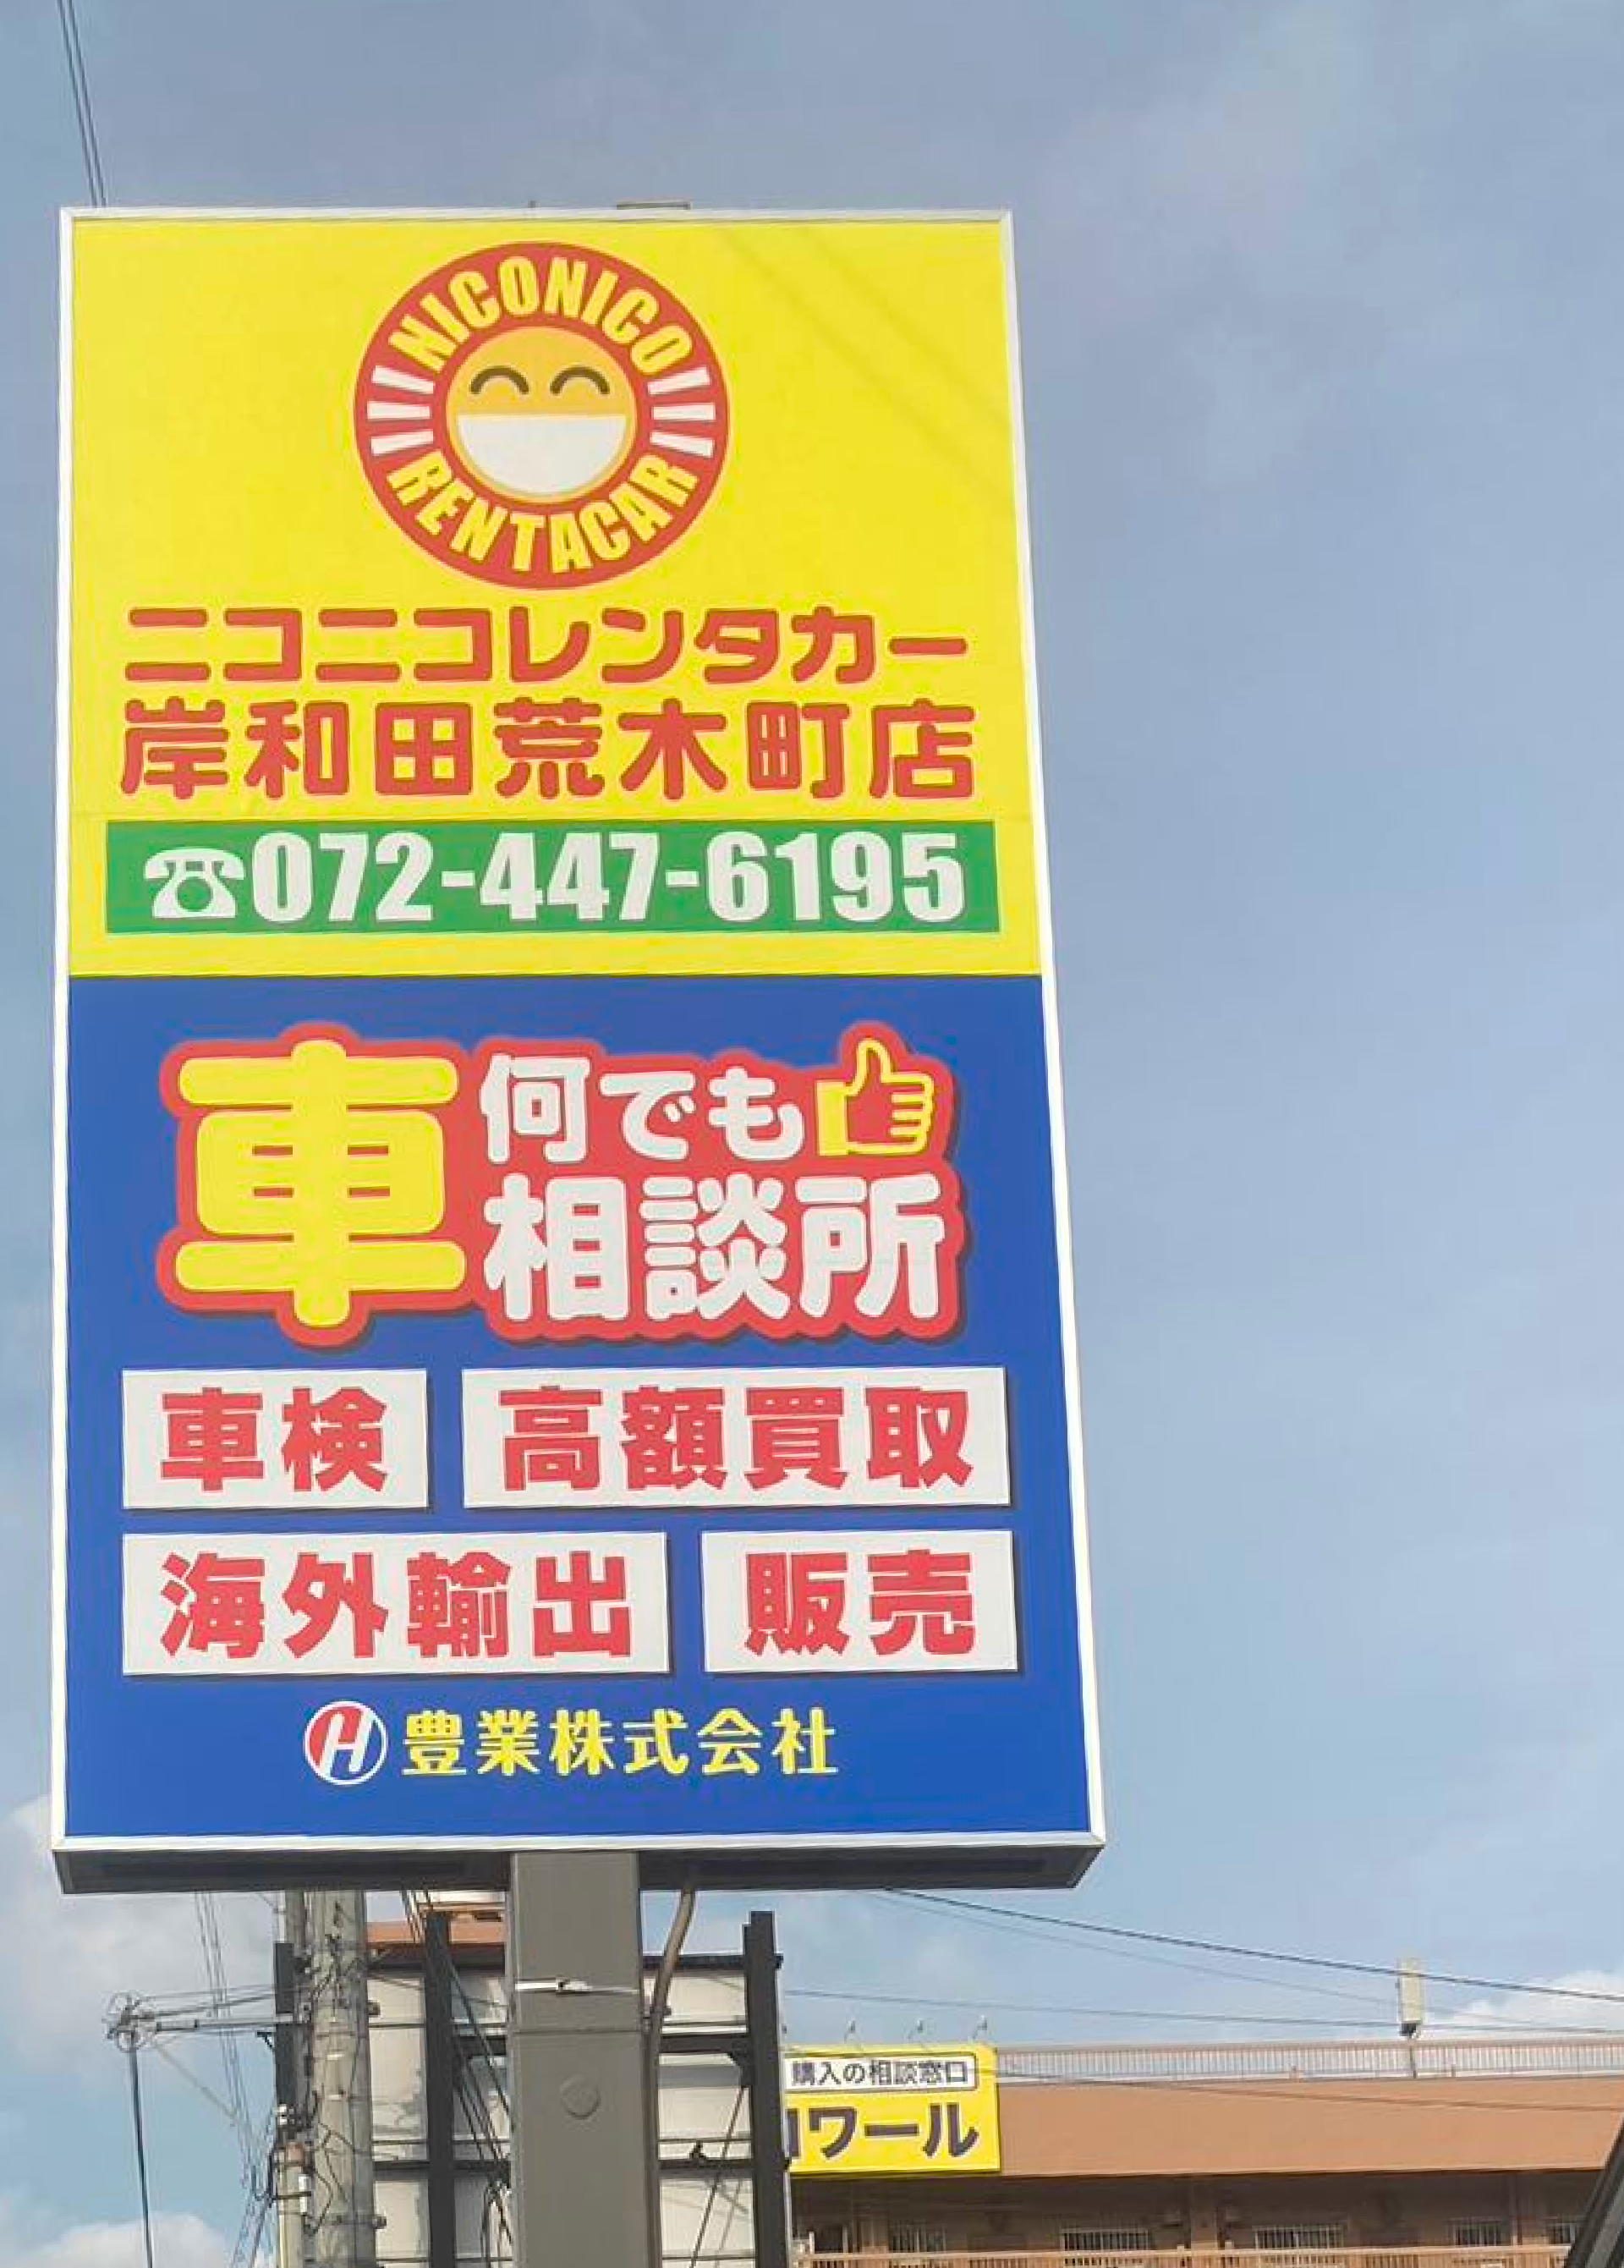 NICONICO
RENTACAR
ニコニコレンタカー
岸和田荒木町店
☎072-447-6195
車何でも
相談所
車検 高額買取
海外輸出 販売
H 豊業株式会社
購入の相談窓口
ワール